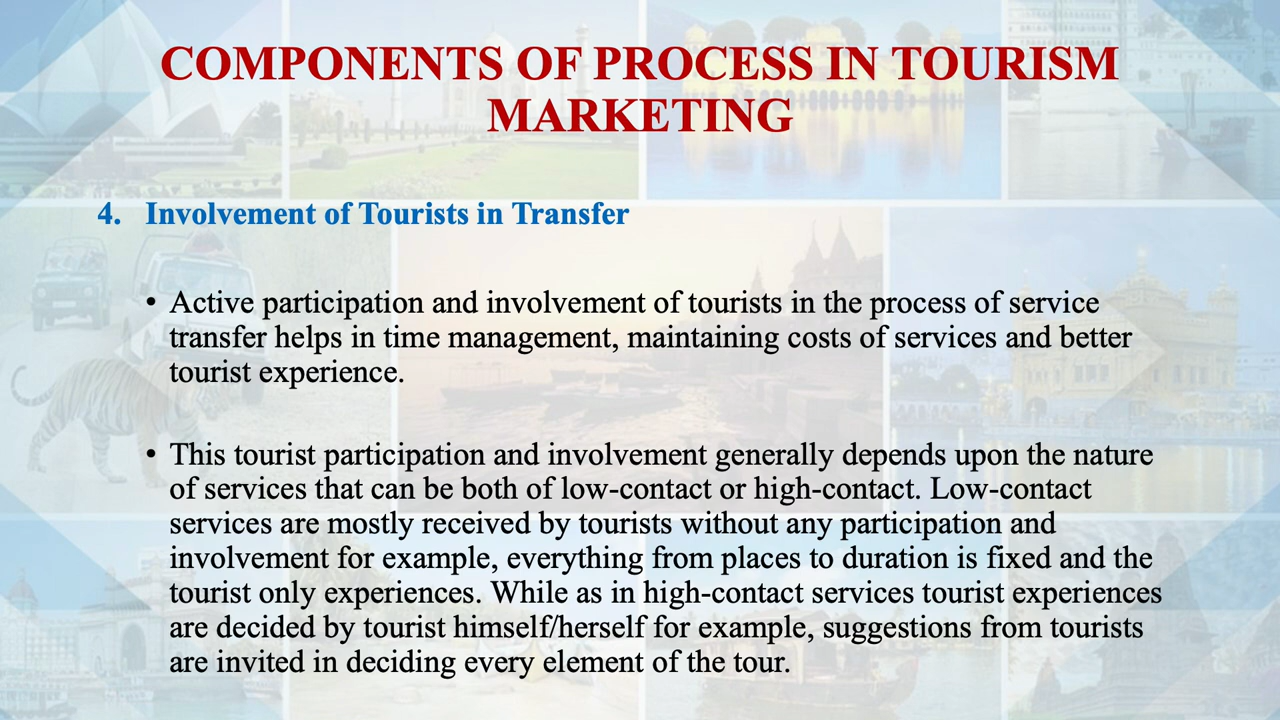 COMPONENTS OF PROCESS IN TOURISM
MARKETING
4. Involvement of Tourists in Transfer
• Active participation and involvement of tourists in the process of service
transfer helps in time management, maintaining costs of services and better
tourist experience.
• This tourist participation and involvement generally depends upon the nature
of services that can be both of low-contact or high-contact. Low-contact
services are mostly received by tourists without any participation and
involvement for example, everything from places to duration is fixed and the
tourist only experiences. While as in high-contact services tourist experiences
are decided by tourist himself/herself for example, suggestions from tourists
are invited in deciding every element of the tour.